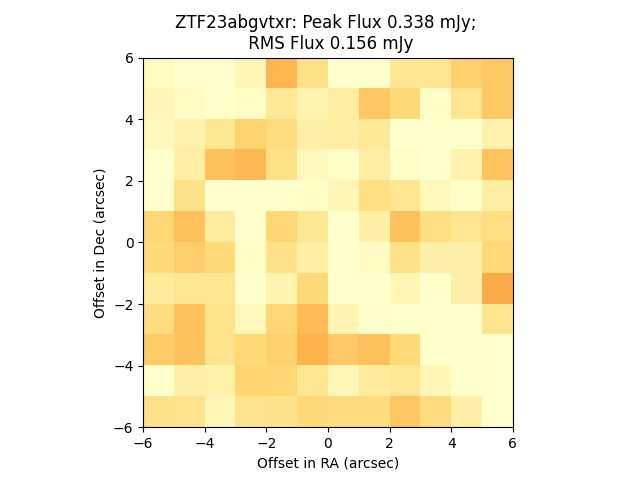 ZTF23abgvtxr: Peak Flux 0.338 mJy;
RMS Flux 0.156 mJy
6
4
2
0
−2
−4
−6
Offset in Dec (arcsec)
−6 −4 −2 0 2 4 6
Offset in RA (arcsec)